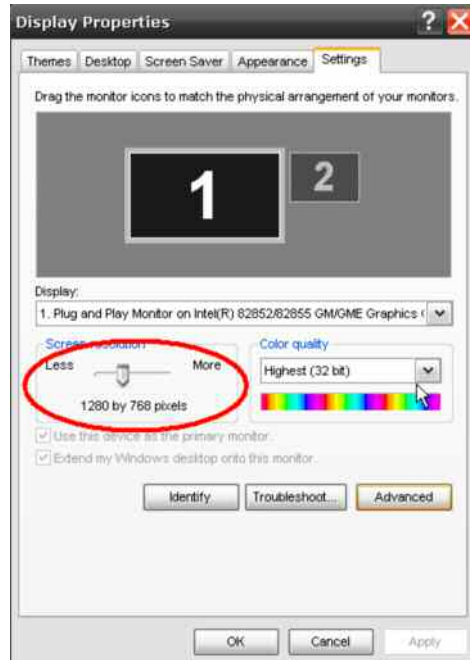 Display Properties
Themes Desktop Screen Saver Appearance Settings
Drag the monitor icons to match the physical arrangement of your monitors.
1 2
Display:
1. Plug and Play Monitor on Intel(R) 82852/82855 GM/GME Graphics (
Screen resolution Color quality
Less More Highest (32 bit)
1280 by 768 pixels
Use this device as the primary monitor.
Extend my Windows desktop onto this monitor.
Identify Troubleshoot... Advanced
OK Cancel Apply